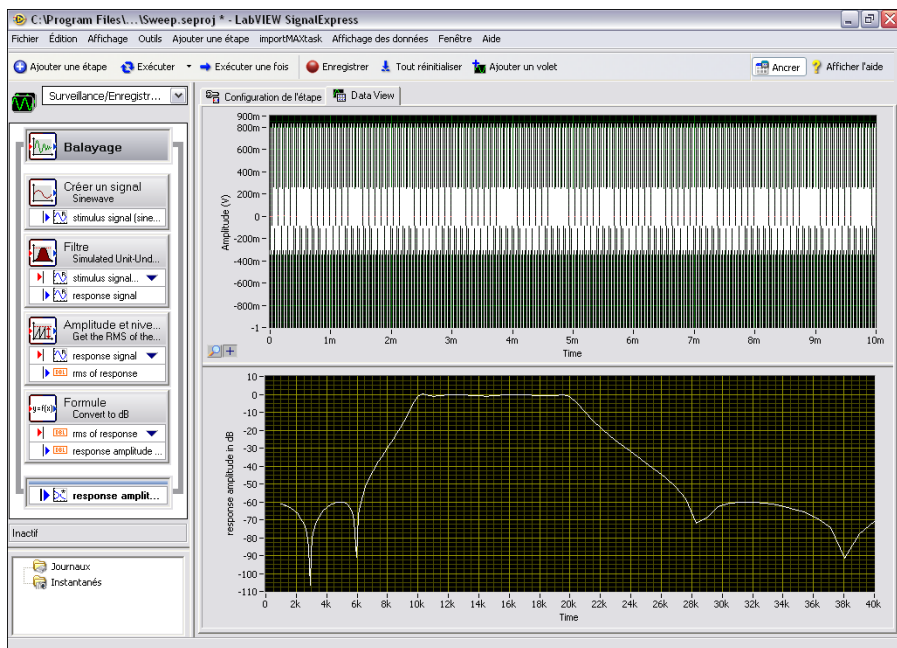 C:\Program Files\...\Sweep.seproj * - LabVIEW SignalExpress
Fichier Édition Affichage Outils Ajouter une étape importMAXtask Affichage des données Fenêtre Aide
Ajouter une étape Exécuter Exécuter une fois Enregistrer Tout réinitialiser Ajouter un volet Ancrer Afficher l'aide
Surveillance/Enregistr...
Balayage
Créer un signal
Sinewave
stimulus signal (sine...
Filtre
Simulated Unit-Und...
stimulus signal...
response signal
Amplitude et nive...
Get the RMS of the...
response signal
rms of response
y=f(x)
Formule
Convert to dB
rms of response
response amplitude ...
response amplit...
Inactif
Journaux
Instantanés
Configuration de l'étape Data View
Amplitude (V)
900m
800m
600m
400m
200m
0
-200m
-400m
-600m
-800m
-1
0 1m 2m 3m 4m 5m 6m 7m 8m 9m 10m
Time
response amplitude in dB
10
0
-10
-20
-30
-40
-50
-60
-70
-80
-90
-100
-110
0 2k 4k 6k 8k 10k 12k 14k 16k 18k 20k 22k 24k 26k 28k 30k 32k 34k 36k 38k 40k
Time